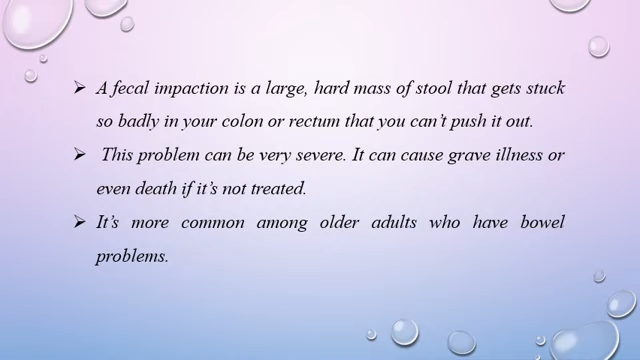 ➢ A fecal impaction is a large, hard mass of stool that gets stuck
so badly in your colon or rectum that you can’t push it out.
➢ This problem can be very severe. It can cause grave illness or
even death if it’s not treated.
➢ It’s more common among older adults who have bowel
problems.